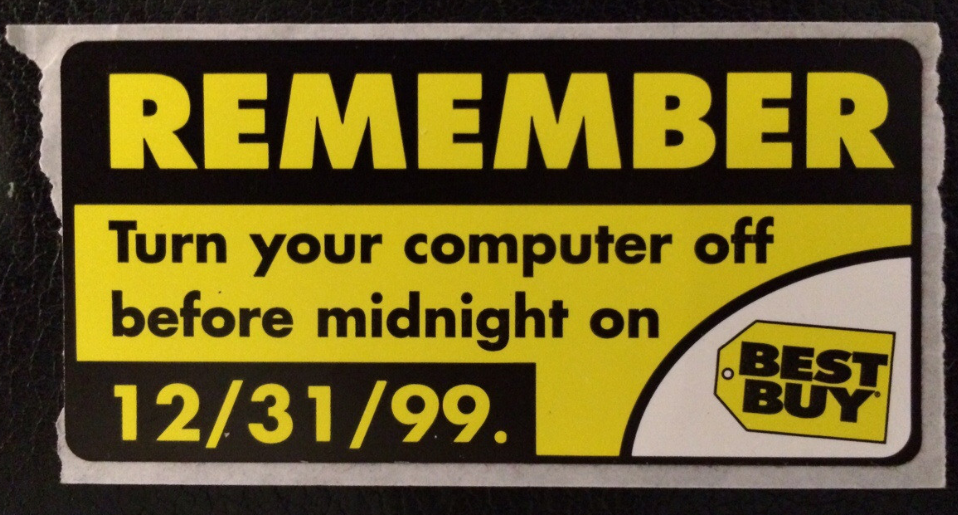 REMEMBER
Turn your computer off
before midnight on
12/31/99.
BEST
BUY